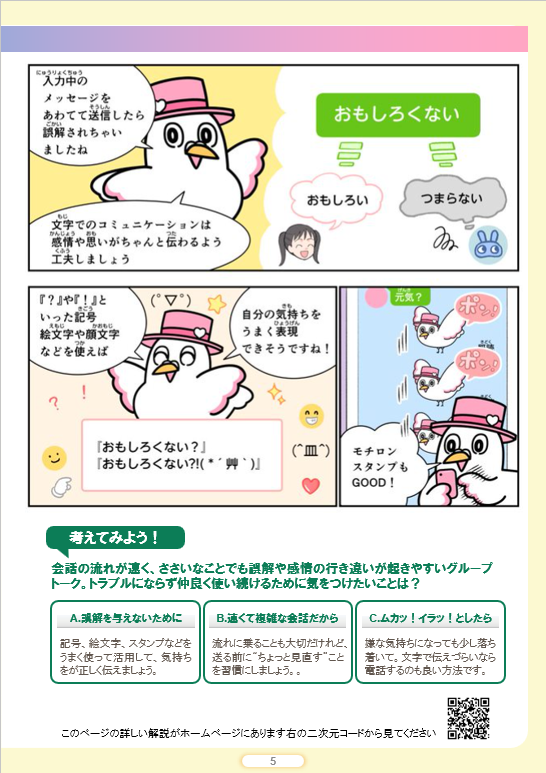 入力中の
メッセージを
あわてて送信したら
誤解されちゃい
ましたね
文字でのコミュニケーションは
感情や思いがちゃんと伝わるよう
工夫しましょう
おもしろくない
おもしろい
つまらない
『？』や『！』と
いった記号
絵文字や顔文字
などを使えば
(°▽°)
自分の気持ちを
うまく表現
できそうですね！
？
！
『おもしろくない？』
『おもしろくない?!( *´艸｀)』
(^皿^)
元気？
ポン！
ポン！
モチロン
スタンプも
GOOD！
考えてみよう！
会話の流れが速く、ささいなことでも誤解や感情の行き違いが起きやすいグループ
トーク。トラブルにならず仲良く使い続けるために気をつけたいことは？
A.誤解を与えないために
記号、絵文字、スタンプなどを
うまく使って活用して、気持ち
をが正しく伝えましょう。
B.速くて複雑な会話だから
流れに乗ることも大切だけれど、
送る前に“ちょっと見直す”こと
を習慣にしましょう。。
C.ムカッ！イラッ！としたら
嫌な気持ちになっても少し落ち
着いて。文字で伝えづらいなら
電話するのも良い方法です。
このページの詳しい解説がホームページにあります右の二次元コードから見てください
5